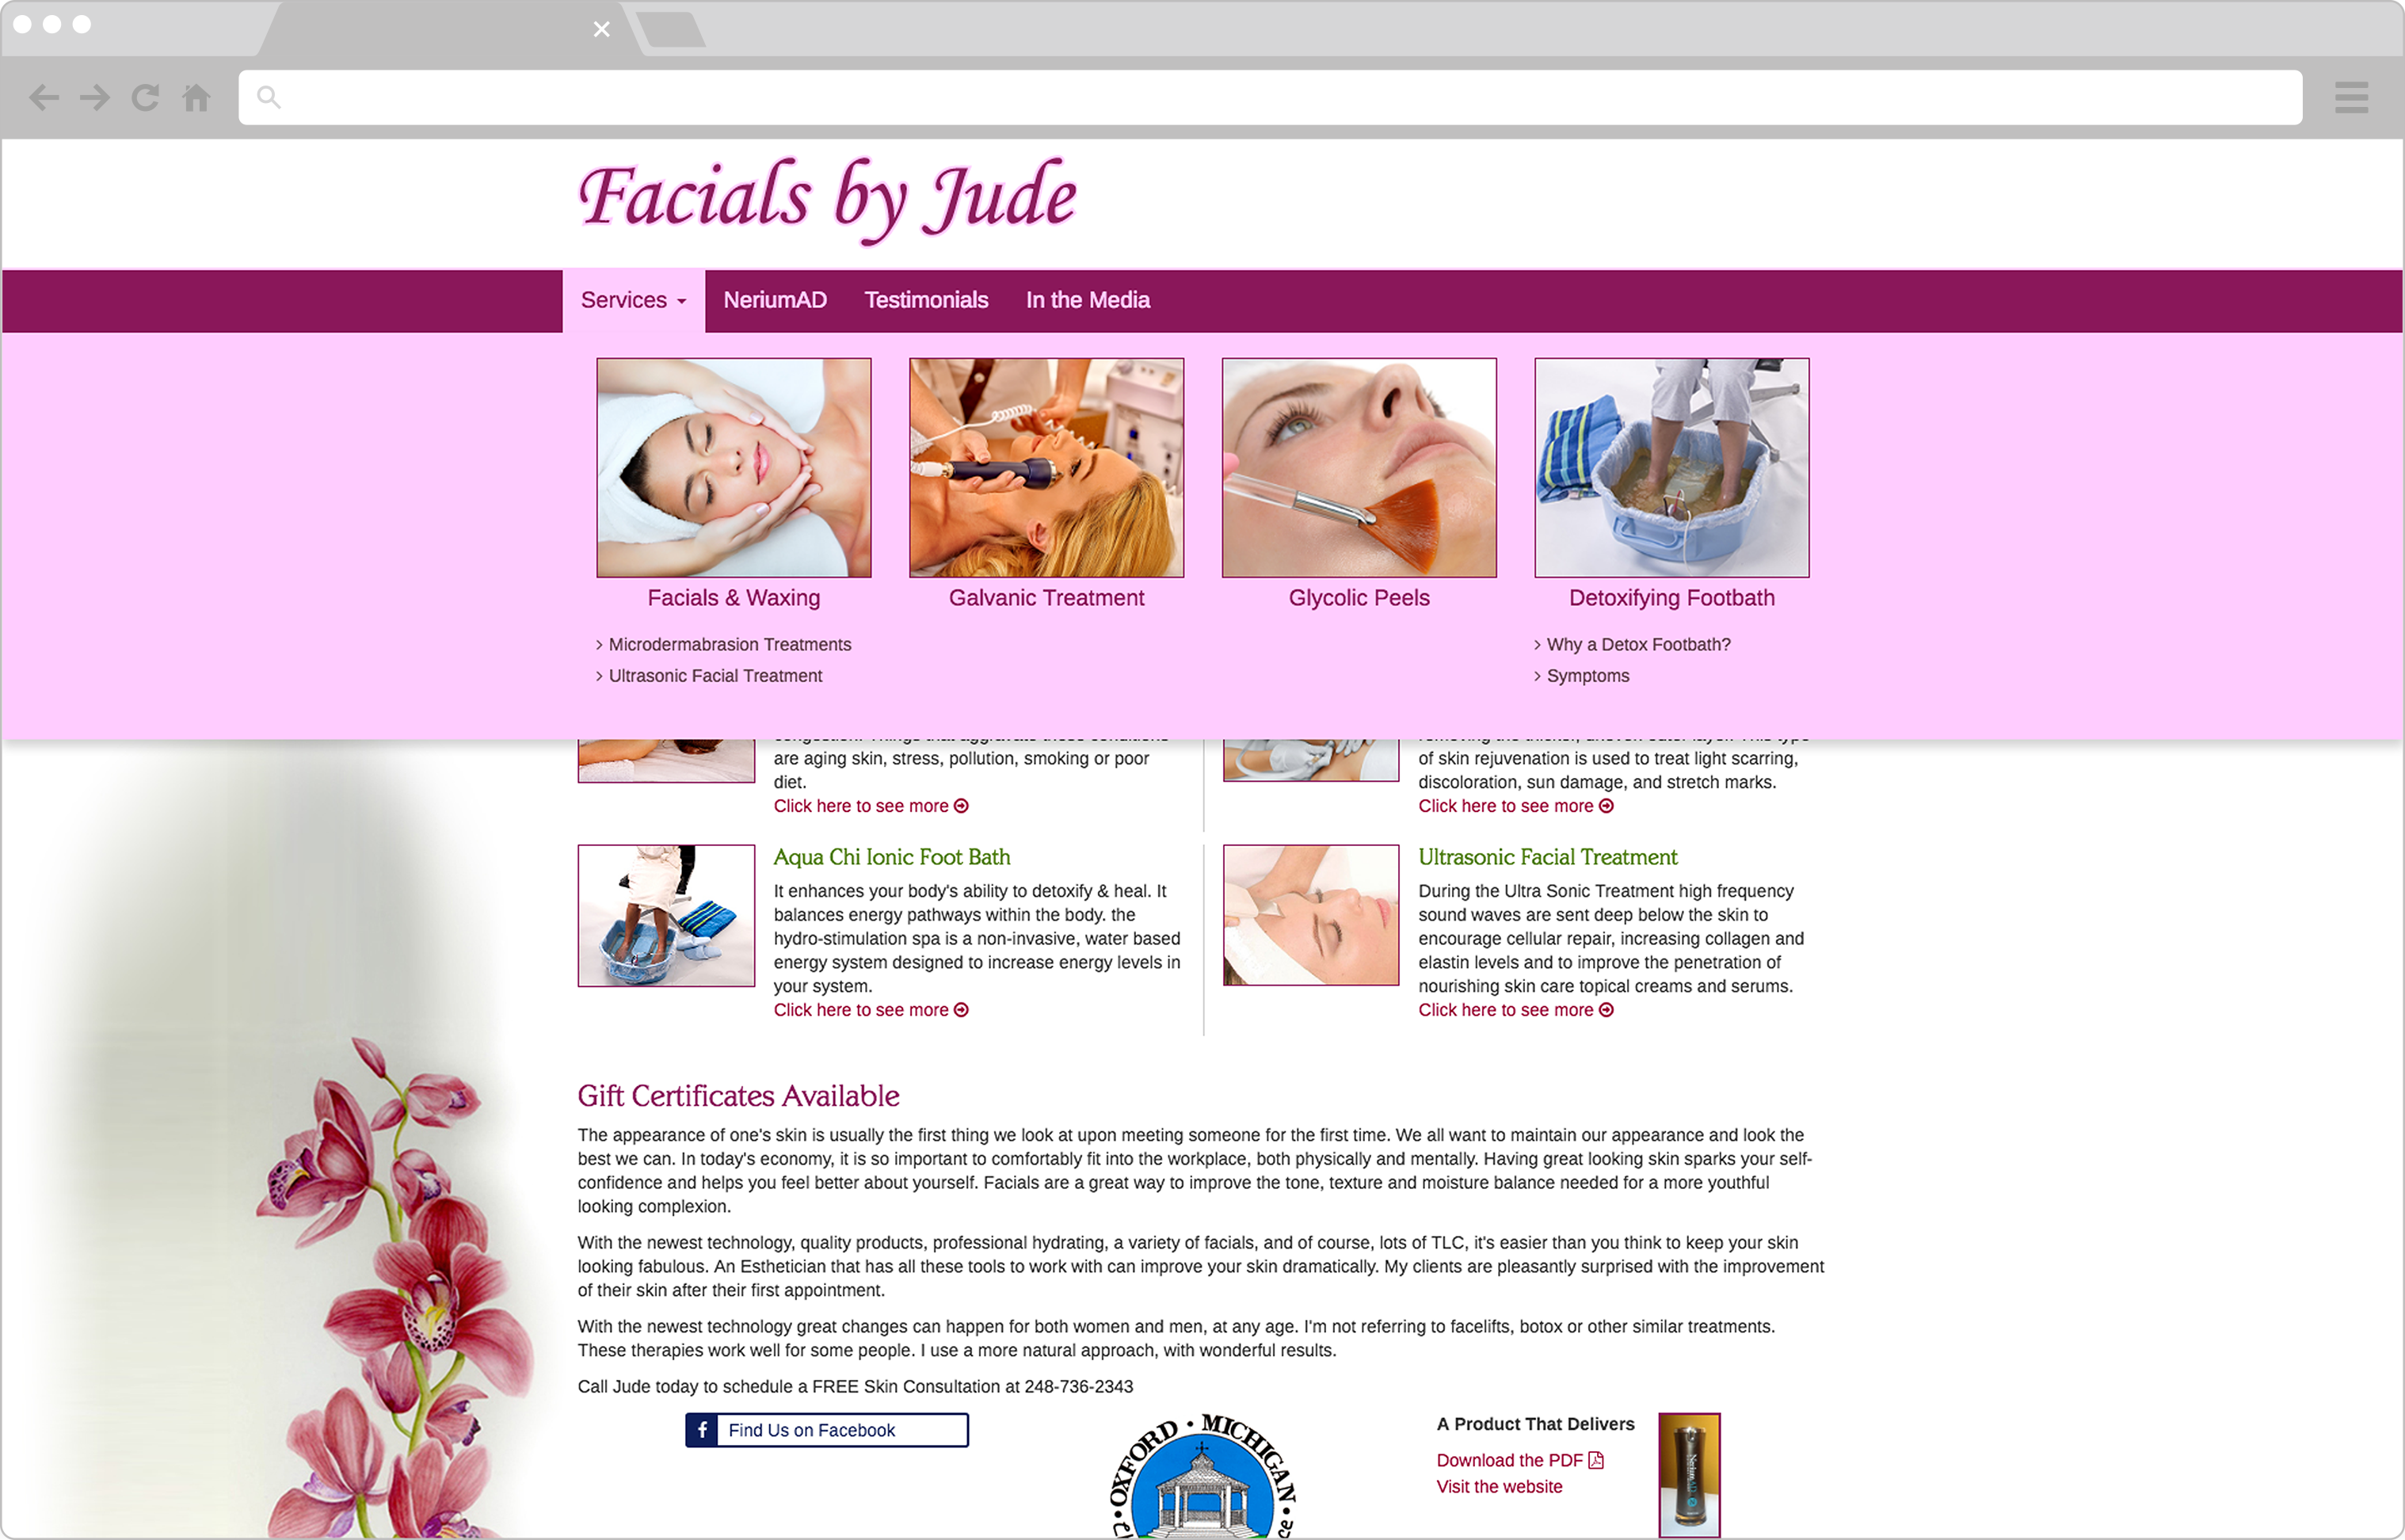 Facials by Jude
Services NeriumAD Testimonials In the Media
Facials & Waxing
Microdermabrasion Treatments
Ultrasonic Facial Treatment
Galvanic Treatment
Glycolic Peels
Detoxifying Footbath
Why a Detox Footbath?
Symptoms
are aging skin, stress, pollution, smoking or poor
diet.
Click here to see more
of skin rejuvenation is used to treat light scarring,
discoloration, sun damage, and stretch marks.
Click here to see more
Aqua Chi Ionic Foot Bath
It enhances your body's ability to detoxify & heal. It
balances energy pathways within the body. the
hydro-stimulation spa is a non-invasive, water based
energy system designed to increase energy levels in
your system.
Click here to see more
Ultrasonic Facial Treatment
During the Ultra Sonic Treatment high frequency
sound waves are sent deep below the skin to
encourage cellular repair, increasing collagen and
elastin levels and to improve the penetration of
nourishing skin care topical creams and serums.
Click here to see more
Gift Certificates Available
The appearance of one's skin is usually the first thing we look at upon meeting someone for the first time. We all want to maintain our appearance and look the
best we can. In today's economy, it is so important to comfortably fit into the workplace, both physically and mentally. Having great looking skin sparks your self-
confidence and helps you feel better about yourself. Facials are a great way to improve the tone, texture and moisture balance needed for a more youthful
looking complexion.
With the newest technology, quality products, professional hydrating, a variety of facials, and of course, lots of TLC, it's easier than you think to keep your skin
looking fabulous. An Esthetician that has all these tools to work with can improve your skin dramatically. My clients are pleasantly surprised with the improvement
of their skin after their first appointment.
With the newest technology great changes can happen for both women and men, at any age. I'm not referring to facelifts, botox or other similar treatments.
These therapies work well for some people. I use a more natural approach, with wonderful results.
Call Jude today to schedule a FREE Skin Consultation at 248-736-2343
Find Us on Facebook
OXFORD • MICHIGAN
A Product That Delivers
Download the PDF
Visit the website
NeriumAD